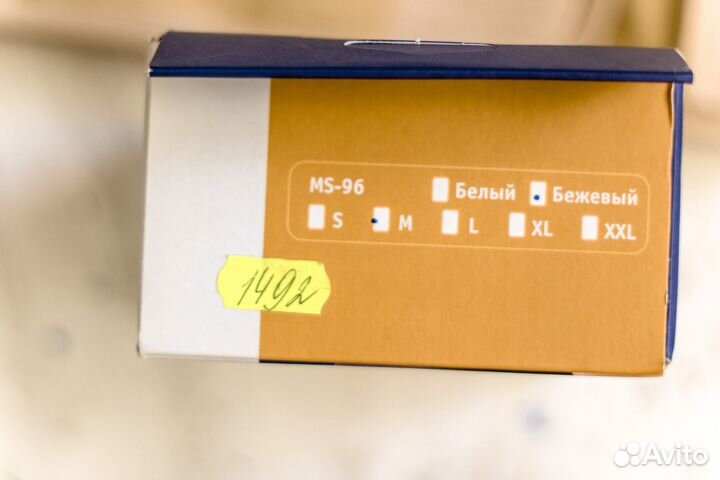 MS-96 Белый Бежевый
S M L XL XXL
1492
Avito